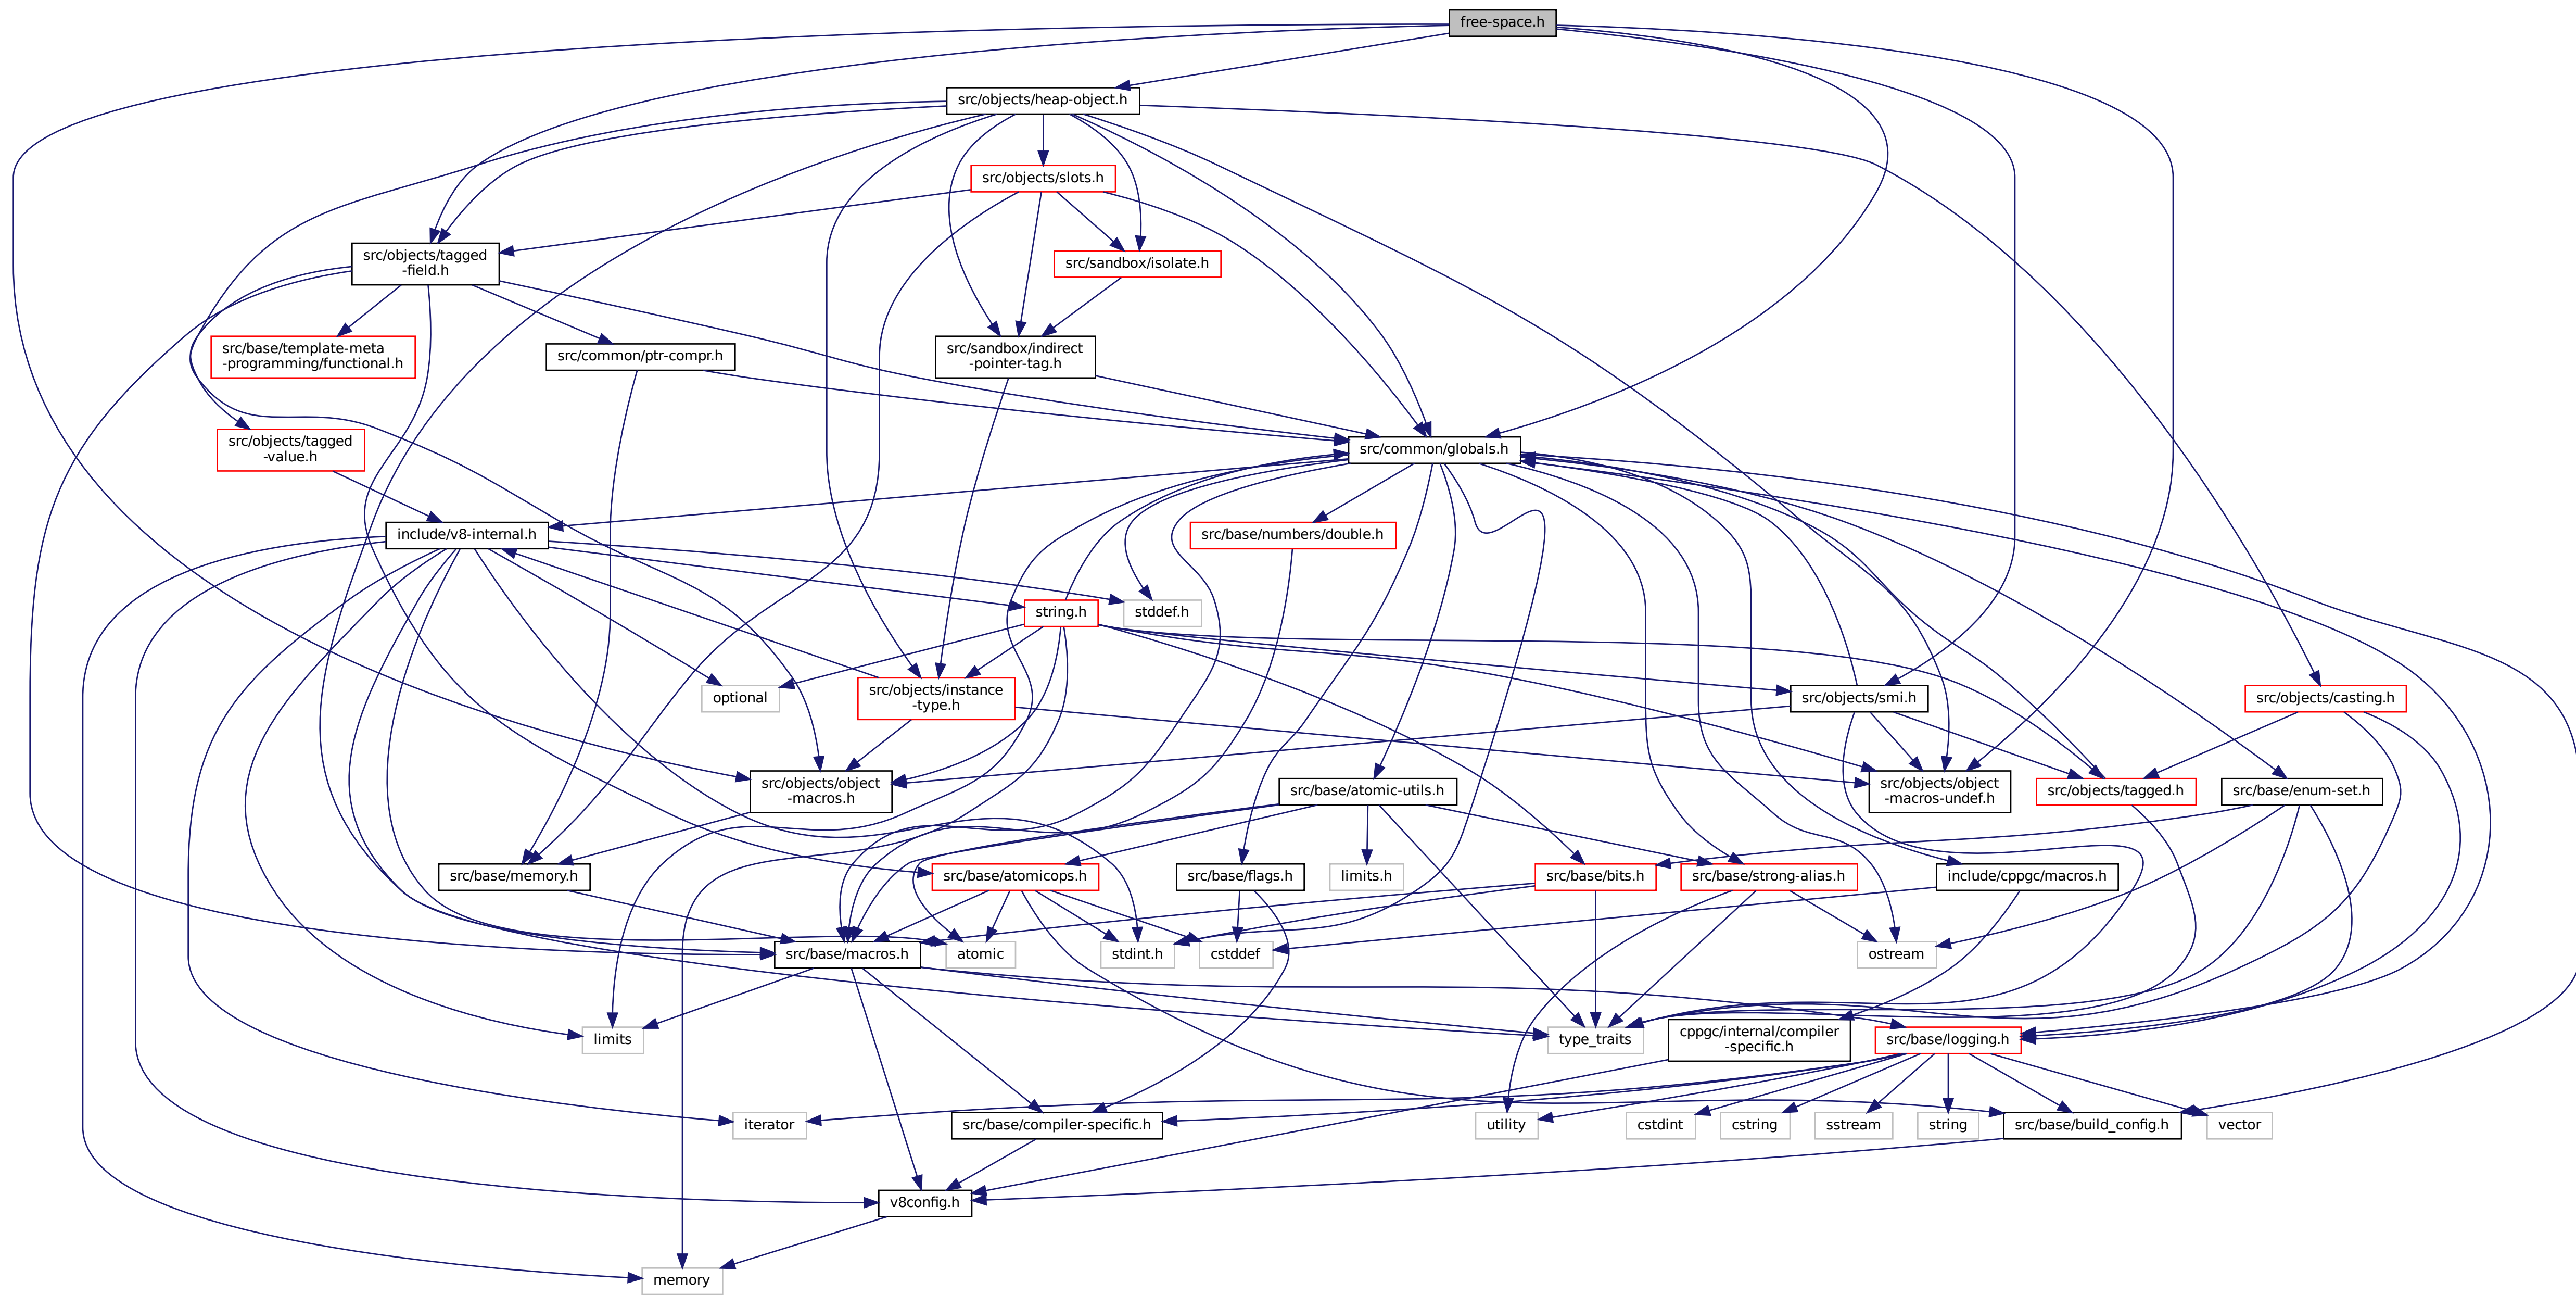 free-space.h
src/objects/heap-object.h
src/objects/slots.h
src/objects/tagged
-field.h
src/sandbox/isolate.h
src/base/template-meta
-programming/functional.h
src/common/ptr-compr.h
src/sandbox/indirect
-pointer-tag.h
src/objects/tagged
-value.h
src/common/globals.h
include/v8-internal.h
src/base/numbers/double.h
string.h
stddef.h
optional
src/objects/instance
-type.h
src/objects/smi.h
src/objects/casting.h
src/objects/object
-macros.h
src/base/atomic-utils.h
src/objects/object
-macros-undef.h
src/objects/tagged.h
src/base/enum-set.h
src/base/memory.h
src/base/atomicops.h
src/base/flags.h
limits.h
src/base/bits.h
src/base/strong-alias.h
include/cppgc/macros.h
src/base/macros.h
atomic
stdint.h
cstddef
ostream
limits
type_traits
cppgc/internal/compiler
-specific.h
src/base/logging.h
iterator
src/base/compiler-specific.h
utility
cstdint
cstring
sstream
string
src/base/build_config.h
vector
v8config.h
memory